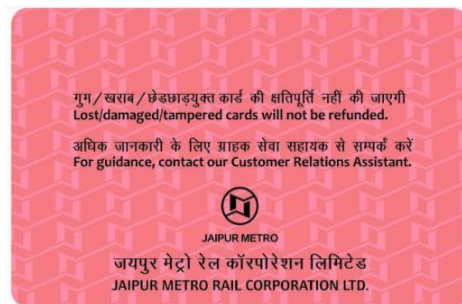 गुम/खराब/छेडछाड़युक्त कार्ड की क्षतिपूर्ति नहीं की जाएगी
Lost/damaged/tampered cards will not be refunded.
अधिक जानकारी के लिए ग्राहक सेवा सहायक से सम्पर्क करें
For guidance, contact our Customer Relations Assistant.
JAIPUR METRO
जयपुर मेट्रो रेल कॉरपोरेशन लिमिटेड
JAIPUR METRO RAIL CORPORATION LTD.